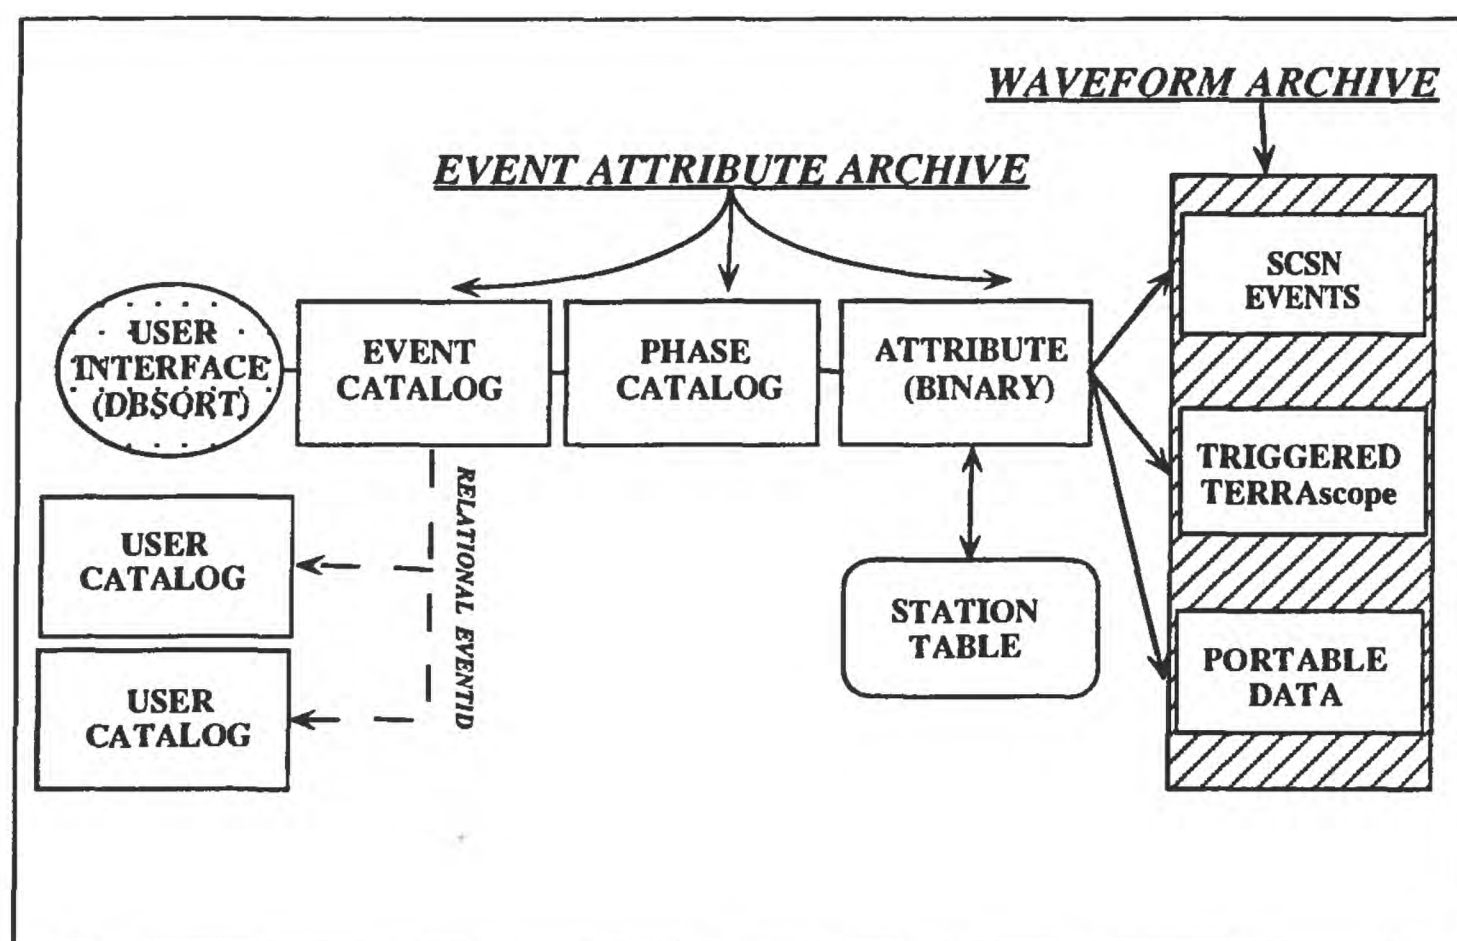 WAVEFORM ARCHIVE
EVENT ATTRIBUTE ARCHIVE
USER
INTERFACE
(DBSORT)
EVENT
CATALOG
PHASE
CATALOG
ATTRIBUTE
(BINARY)
SCSN
EVENTS
TRIGGERED
TERRAscope
PORTABLE
DATA
RELATIONAL EVENTID
USER
CATALOG
USER
CATALOG
STATION
TABLE